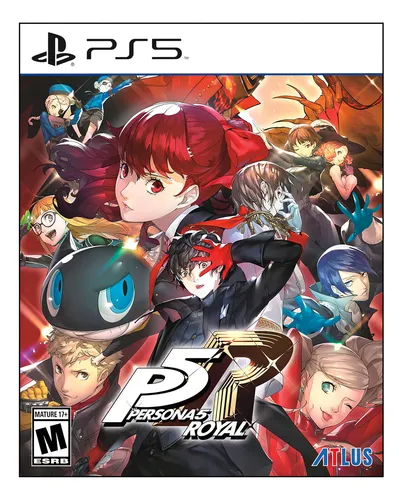 PS5
P5R
PERSONA5
ROYAL
MATURE 17+
M
ESRB
ATLUS